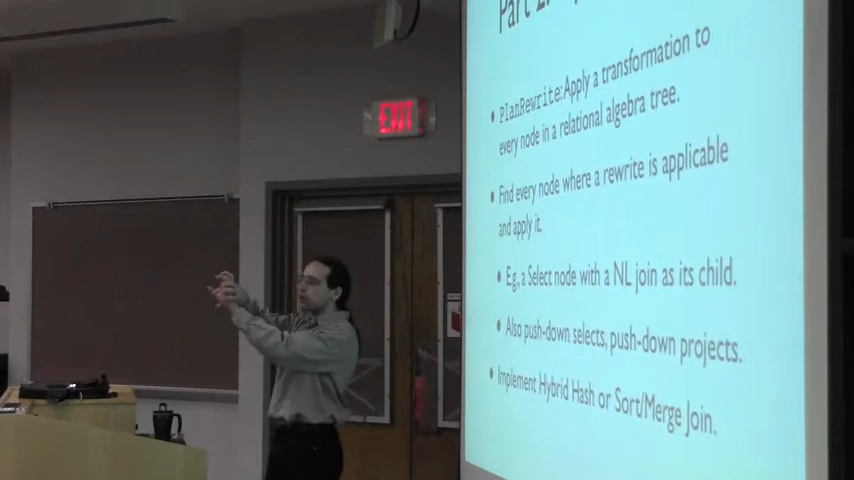 Part 2:
• PlanRewrite: Apply a transformation to
every node in a relational algebra tree.
• Find every node where a rewrite is applicable
and apply it.
• E.g., a Select node with a NL join as its child.
• Also push-down selects, push-down projects.
• Implement Hybrid Hash or Sort/Merge Join.
EXIT